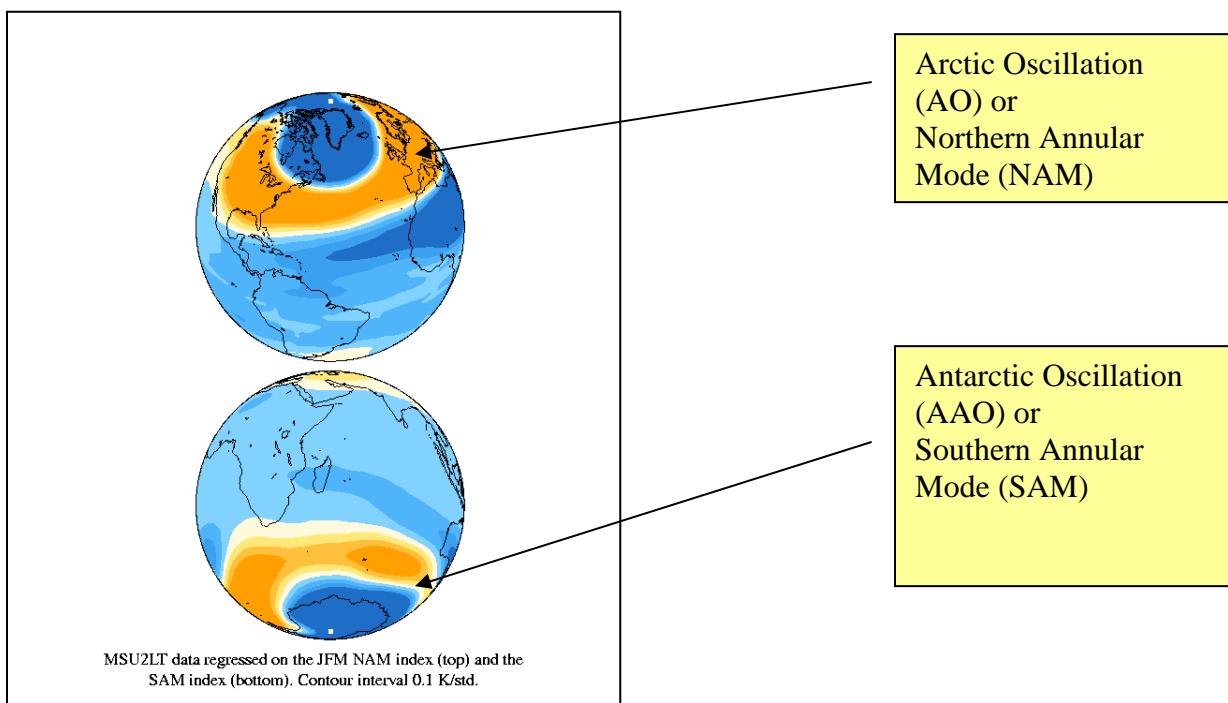 Arctic Oscillation
(AO) or
Northern Annular
Mode (NAM)
Antarctic Oscillation
(AAO) or
Southern Annular
Mode (SAM)
MSU2LT data regressed on the JFM NAM index (top) and the
SAM index (bottom). Contour interval 0.1 K/std.